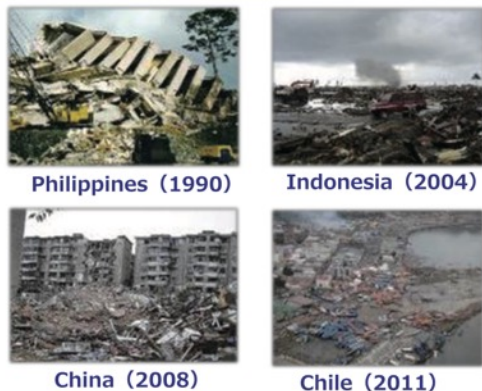 Philippines（1990）
Indonesia（2004）
China（2008）
Chile（2011）